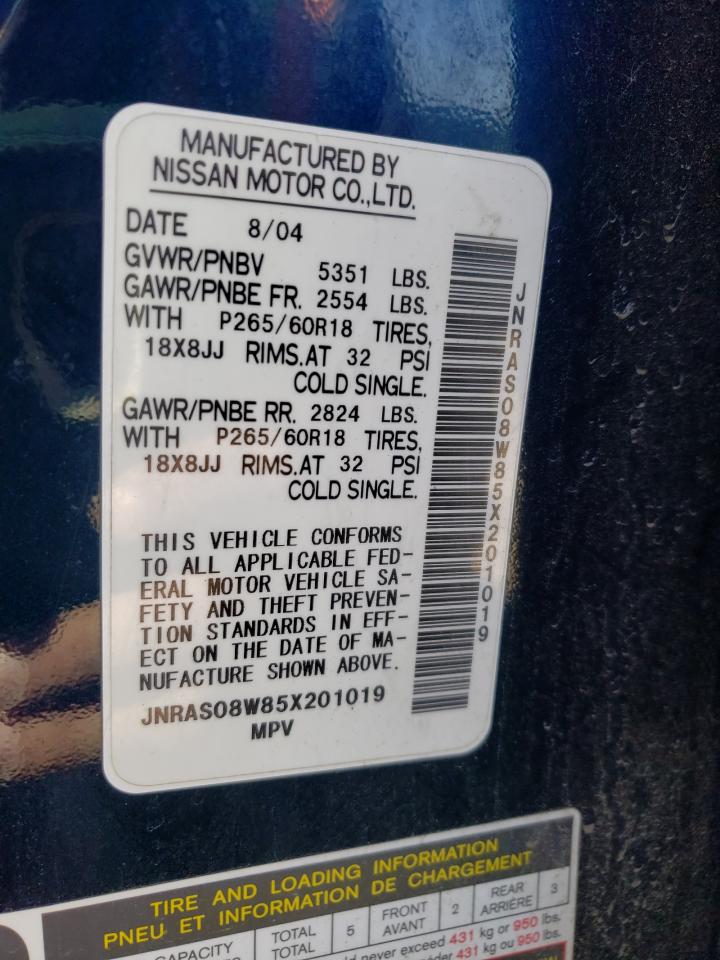 MANUFACTURED BY
NISSAN MOTOR CO.,LTD.
DATE 8/04
GVWR/PNBV 5351 LBS.
GAWR/PNBE FR. 2554 LBS.
WITH P265/60R18 TIRES,
18X8JJ RIMS.AT 32 PSI
COLD SINGLE.
GAWR/PNBE RR. 2824 LBS.
WITH P265/60R18 TIRES,
18X8JJ RIMS.AT 32 PSI
COLD SINGLE.
THIS VEHICLE CONFORMS
TO ALL APPLICABLE FED-
ERAL MOTOR VEHICLE SA-
FETY AND THEFT PREVEN-
TION STANDARDS IN EFF-
ECT ON THE DATE OF MA-
NUFACTURE SHOWN ABOVE.
JNRAS08W85X201019
MPV
JNRAS08W85X201019
TIRE AND LOADING INFORMATION
PNEU ET INFORMATION DE CHARGEMENT
CAPACITY TOTAL 5 FRONT 2 REAR 3
TOTAL AVANT ARRIÈRE
never exceed 431 kg or 950 lbs.
431 kg ou 950 lbs.